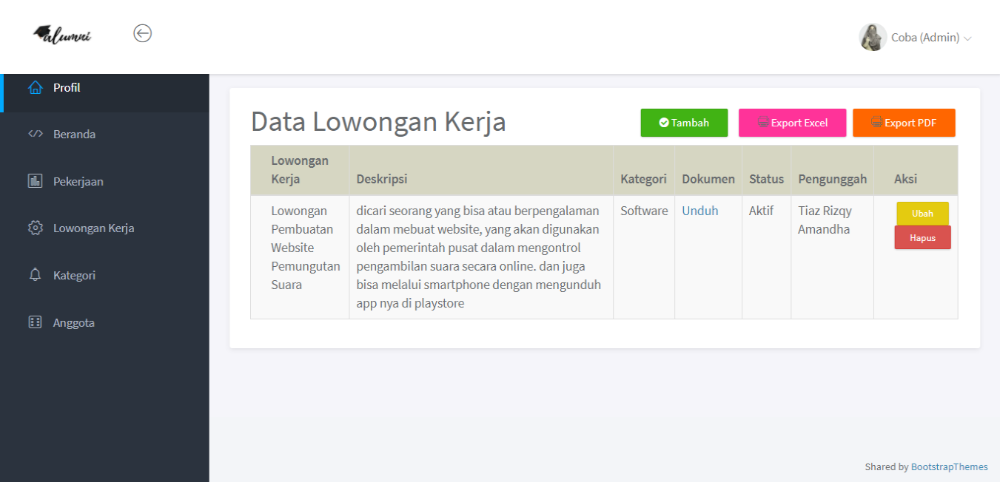 alumni
Coba (Admin)
Profil
Beranda
Pekerjaan
Lowongan Kerja
Kategori
Anggota
Data Lowongan Kerja
Tambah
Export Excel
Export PDF
Lowongan
Kerja
Deskripsi
Kategori
Dokumen
Status
Pengunggah
Aksi
Lowongan
Pembuatan
Website
Pemungutan
Suara
dicari seorang yang bisa atau berpengalaman
dalam mebuat website, yang akan digunakan
oleh pemerintah pusat dalam mengontrol
pengambilan suara secara online. dan juga
bisa melalui smartphone dengan mengunduh
app nya di playstore
Software
Unduh
Aktif
Tiaz Rizqy
Amandha
Ubah
Hapus
Shared by BootstrapThemes